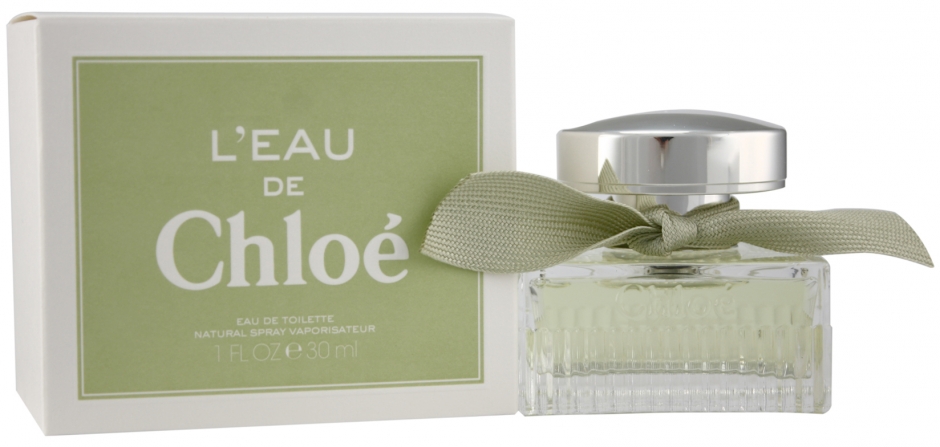 L'EAU
DE
Chloé
EAU DE TOILETTE
NATURAL SPRAY VAPORISATEUR
1 FL OZ ℮ 30 ml
Chloé